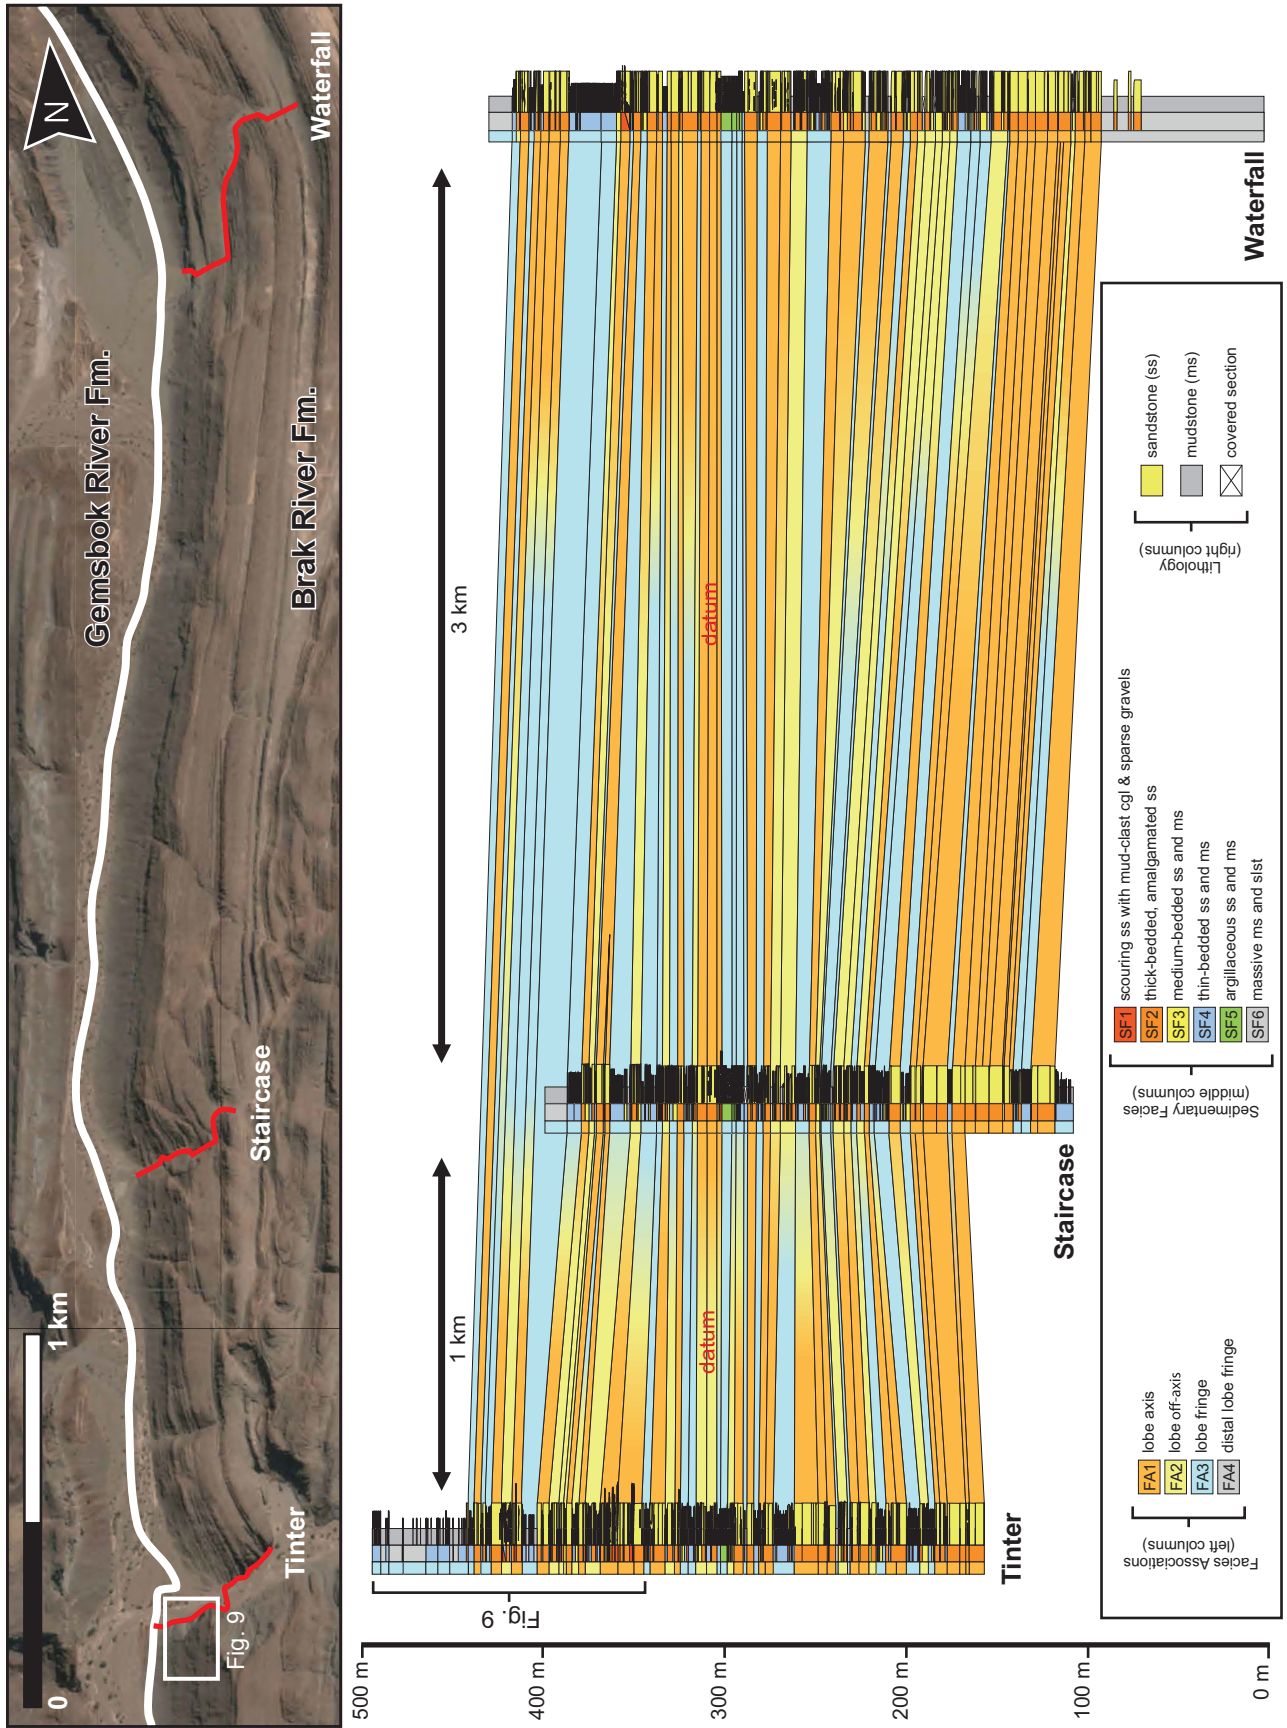 N
Gemsbok River Fm.
Brak River Fm.
Waterfall
Staircase
Tinter
Fig. 9
0
1 km
500 m
400 m
300 m
200 m
100 m
0 m
Fig. 9
1 km
3 km
datum
datum
Tinter
Staircase
Waterfall
Facies Associations
(left columns)
FA1 lobe axis
FA2 lobe off-axis
FA3 lobe fringe
FA4 distal lobe fringe
Sedimentary Facies
(middle columns)
SF1 scouring ss with mud-clast cgl & sparse gravels
SF2 thick-bedded, amalgamated ss
SF3 medium-bedded ss and ms
SF4 thin-bedded ss and ms
SF5 argillaceous ss and ms
SF6 massive ms and slst
Lithology
(right columns)
sandstone (ss)
mudstone (ms)
covered section